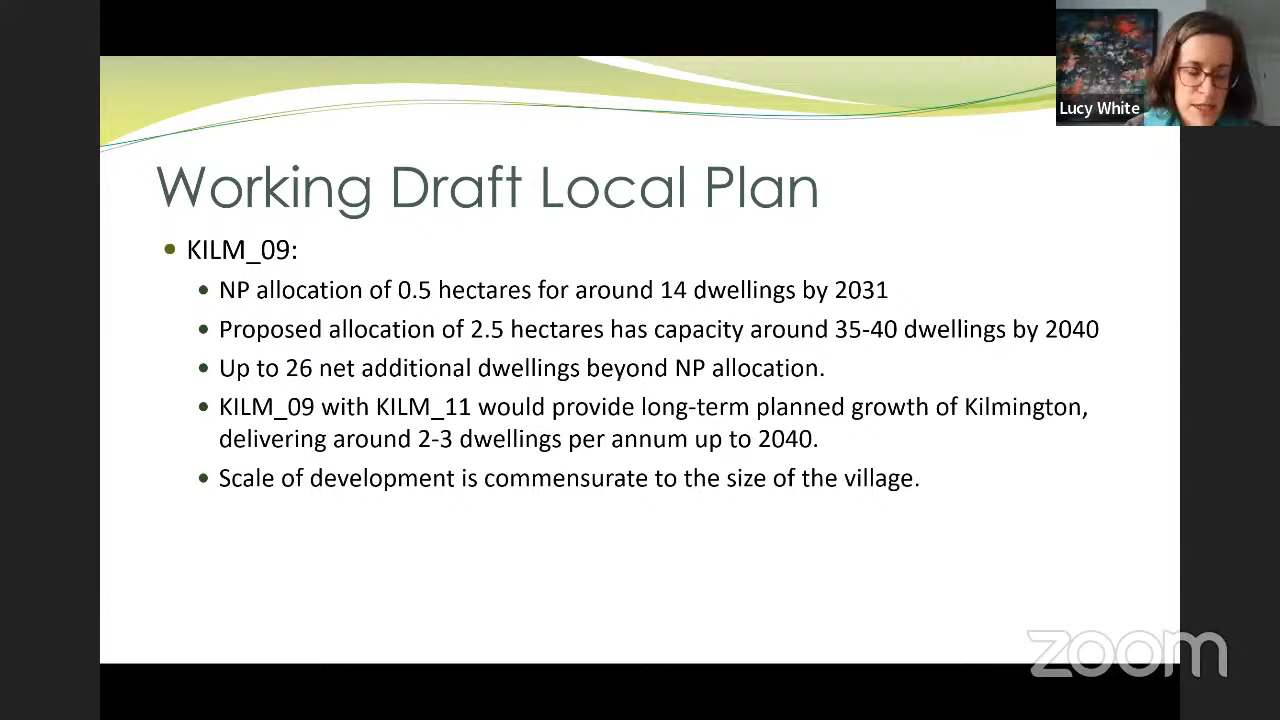 Lucy White
Working Draft Local Plan
• KILM_09:
• NP allocation of 0.5 hectares for around 14 dwellings by 2031
• Proposed allocation of 2.5 hectares has capacity around 35-40 dwellings by 2040
• Up to 26 net additional dwellings beyond NP allocation.
• KILM_09 with KILM_11 would provide long-term planned growth of Kilmington,
delivering around 2-3 dwellings per annum up to 2040.
• Scale of development is commensurate to the size of the village.
zoom